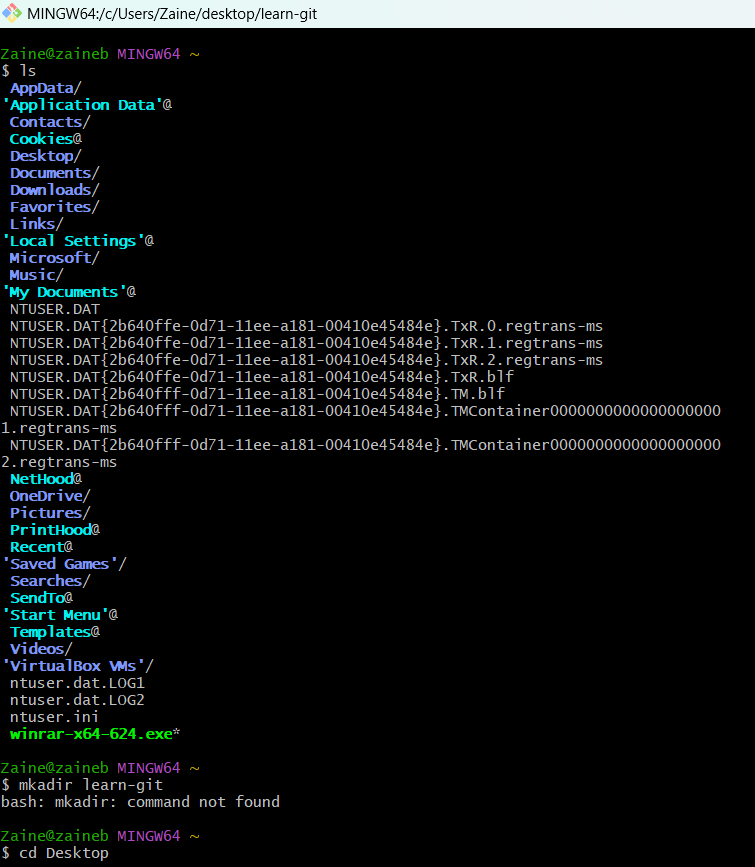 MINGW64:/c/Users/Zaine/desktop/learn-git
Zaine@zaineb MINGW64 ~
$ ls
AppData/
'Application Data'@
Contacts/
Cookies@
Desktop/
Documents/
Downloads/
Favorites/
Links/
'Local Settings'@
Microsoft/
Music/
'My Documents'@
NTUSER.DAT
NTUSER.DAT{2b640ffe-0d71-11ee-a181-00410e45484e}.TxR.0.regtrans-ms
NTUSER.DAT{2b640ffe-0d71-11ee-a181-00410e45484e}.TxR.1.regtrans-ms
NTUSER.DAT{2b640ffe-0d71-11ee-a181-00410e45484e}.TxR.2.regtrans-ms
NTUSER.DAT{2b640ffe-0d71-11ee-a181-00410e45484e}.TxR.blf
NTUSER.DAT{2b640fff-0d71-11ee-a181-00410e45484e}.TM.blf
NTUSER.DAT{2b640fff-0d71-11ee-a181-00410e45484e}.TMContainer0000000000000000000
1.regtrans-ms
NTUSER.DAT{2b640fff-0d71-11ee-a181-00410e45484e}.TMContainer0000000000000000000
2.regtrans-ms
NetHood@
OneDrive/
Pictures/
PrintHood@
Recent@
'Saved Games'/
Searches/
SendTo@
'Start Menu'@
Templates@
Videos/
'VirtualBox VMs'/
ntuser.dat.LOG1
ntuser.dat.LOG2
ntuser.ini
winrar-x64-624.exe*
Zaine@zaineb MINGW64 ~
$ mkadir learn-git
bash: mkadir: command not found
Zaine@zaineb MINGW64 ~
$ cd Desktop